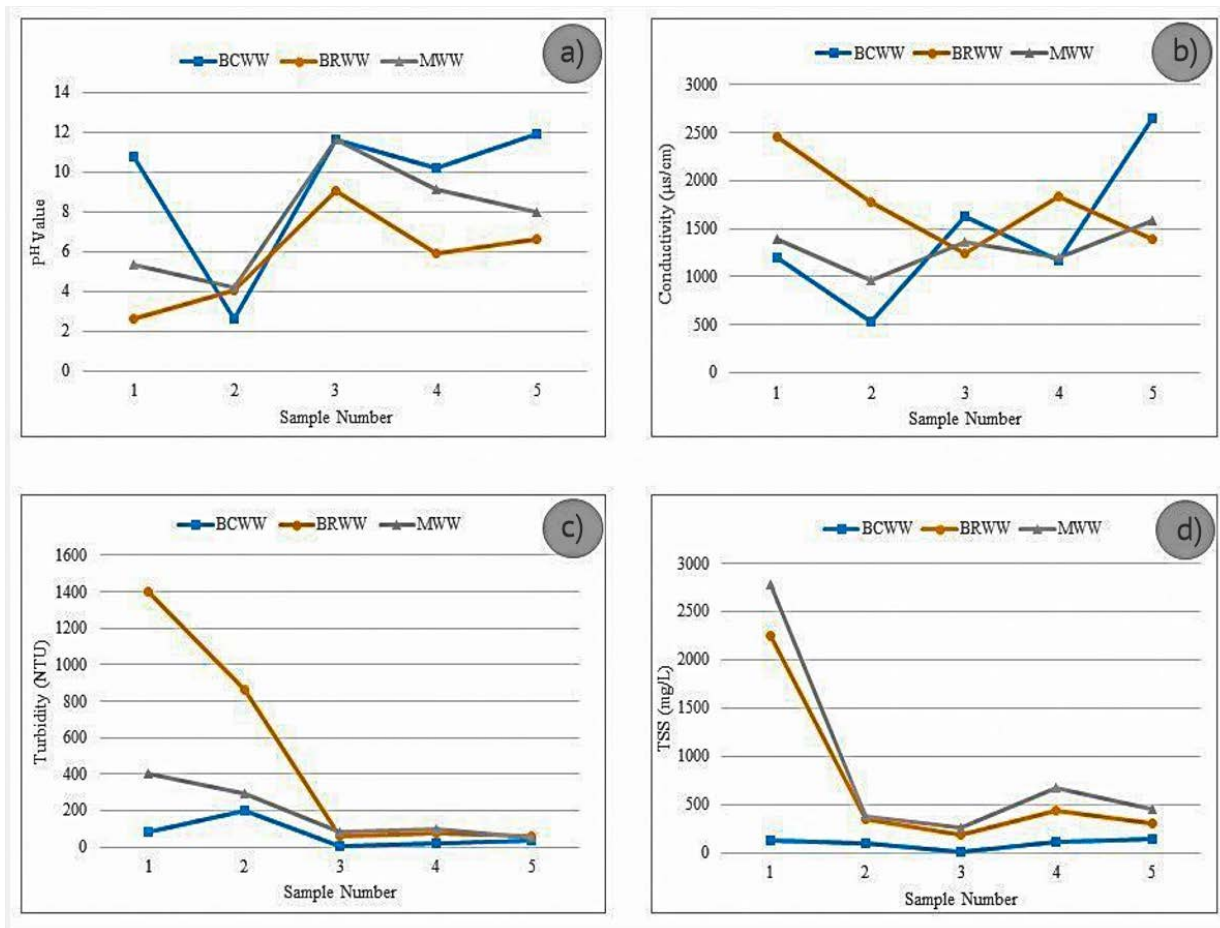 a)
BCWW BRWW MWW
14
12
10
8
6
4
2
0
pH Value
1 2 3 4 5
Sample Number
b)
BCWW BRWW MWW
3000
2500
2000
1500
1000
500
0
Conductivity (µs/cm)
1 2 3 4 5
Sample Number
c)
BCWW BRWW MWW
1600
1400
1200
1000
800
600
400
200
0
Turbidity (NTU)
1 2 3 4 5
Sample Number
d)
BCWW BRWW MWW
3000
2500
2000
1500
1000
500
0
TSS (mg/L)
1 2 3 4 5
Sample Number